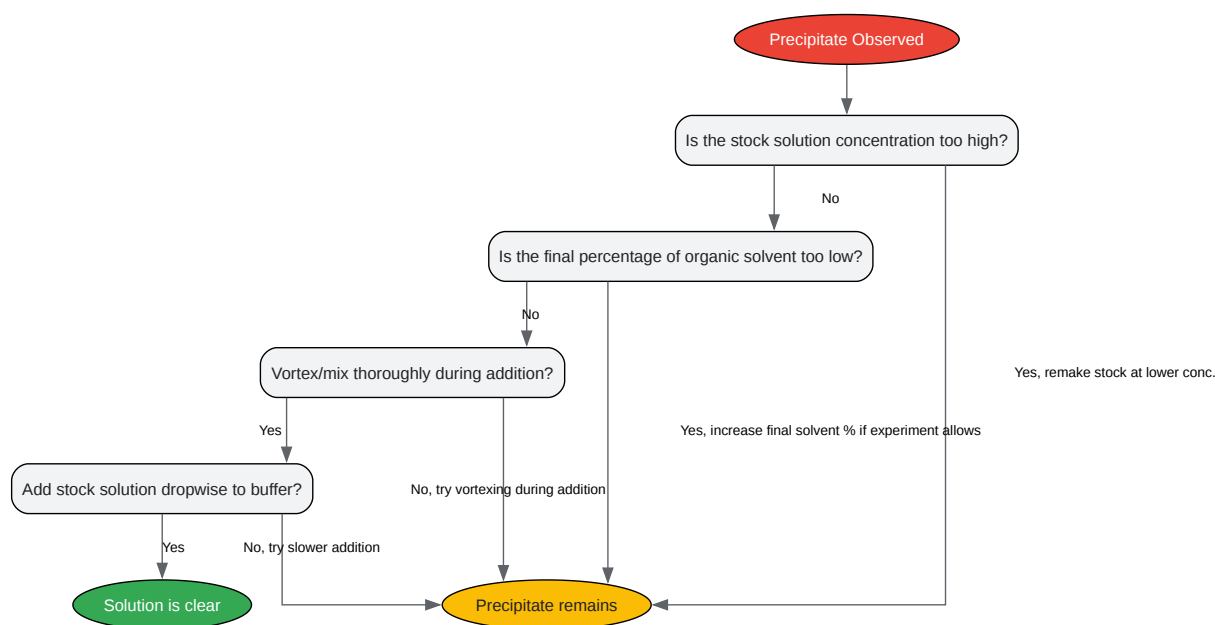 Precipitate Observed
Is the stock solution concentration too high?
No
Is the final percentage of organic solvent too low?
No
Vortex/mix thoroughly during addition?
Yes, remake stock at lower conc.
Yes
Yes, increase final solvent % if experiment allows
Add stock solution dropwise to buffer?
No, try vortexing during addition
Yes
No, try slower addition
Solution is clear
Precipitate remains